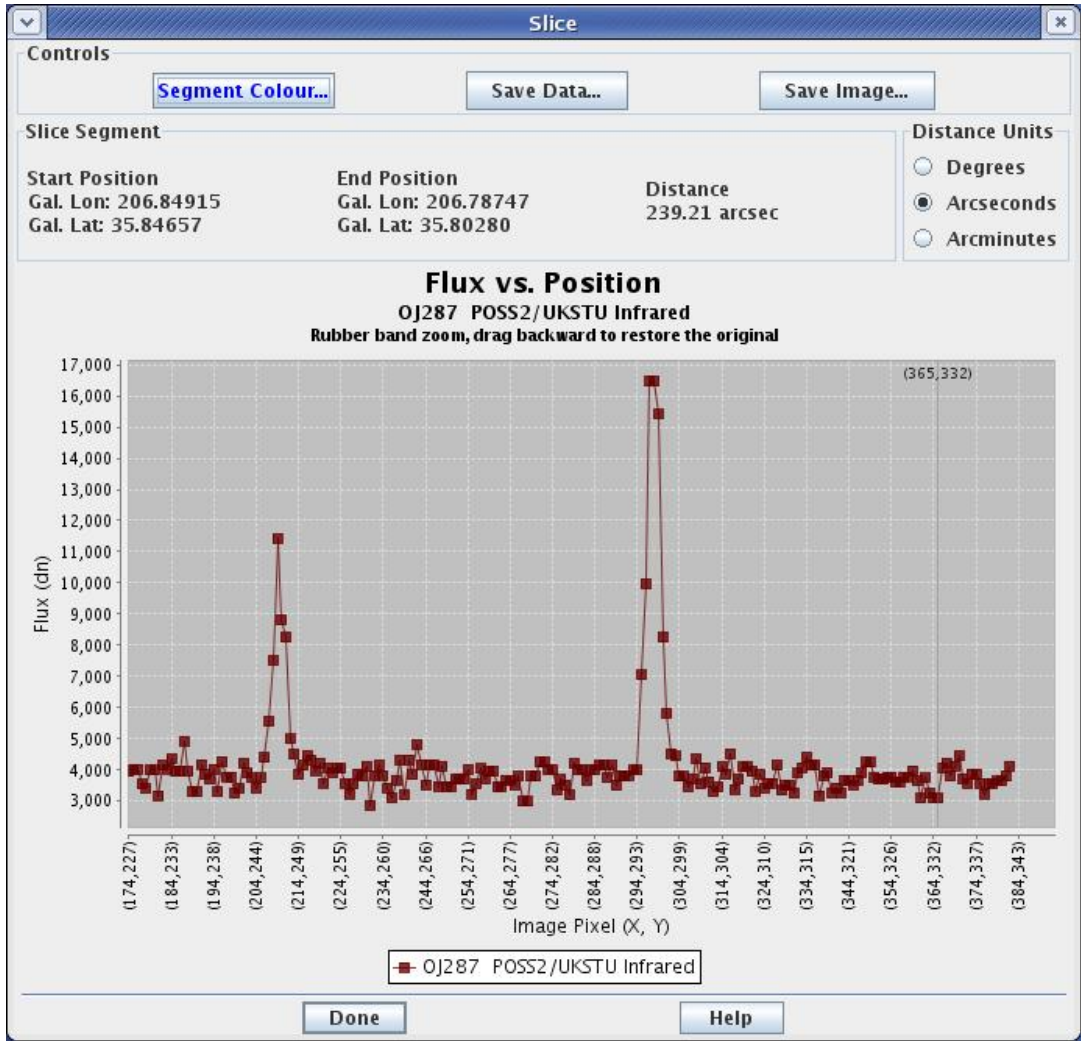 Slice
Controls
Segment Colour...
Save Data...
Save Image...
Slice Segment
Start Position
Gal. Lon: 206.84915
Gal. Lat: 35.84657
End Position
Gal. Lon: 206.78747
Gal. Lat: 35.80280
Distance
239.21 arcsec
Distance Units
Degrees
Arcseconds
Arcminutes
Flux vs. Position
OJ287 POSS2/UKSTU Infrared
Rubber band zoom, drag backward to restore the original
(365,332)
Flux (dn)
17,000
16,000
15,000
14,000
13,000
12,000
11,000
10,000
9,000
8,000
7,000
6,000
5,000
4,000
3,000
(174,227)
(184,233)
(194,238)
(204,244)
(214,249)
(224,255)
(234,260)
(244,266)
(254,271)
(264,277)
(274,282)
(284,288)
(294,293)
(304,299)
(314,304)
(324,310)
(334,315)
(344,321)
(354,326)
(364,332)
(374,337)
(384,343)
Image Pixel (X, Y)
OJ287 POSS2/UKSTU Infrared
Done
Help